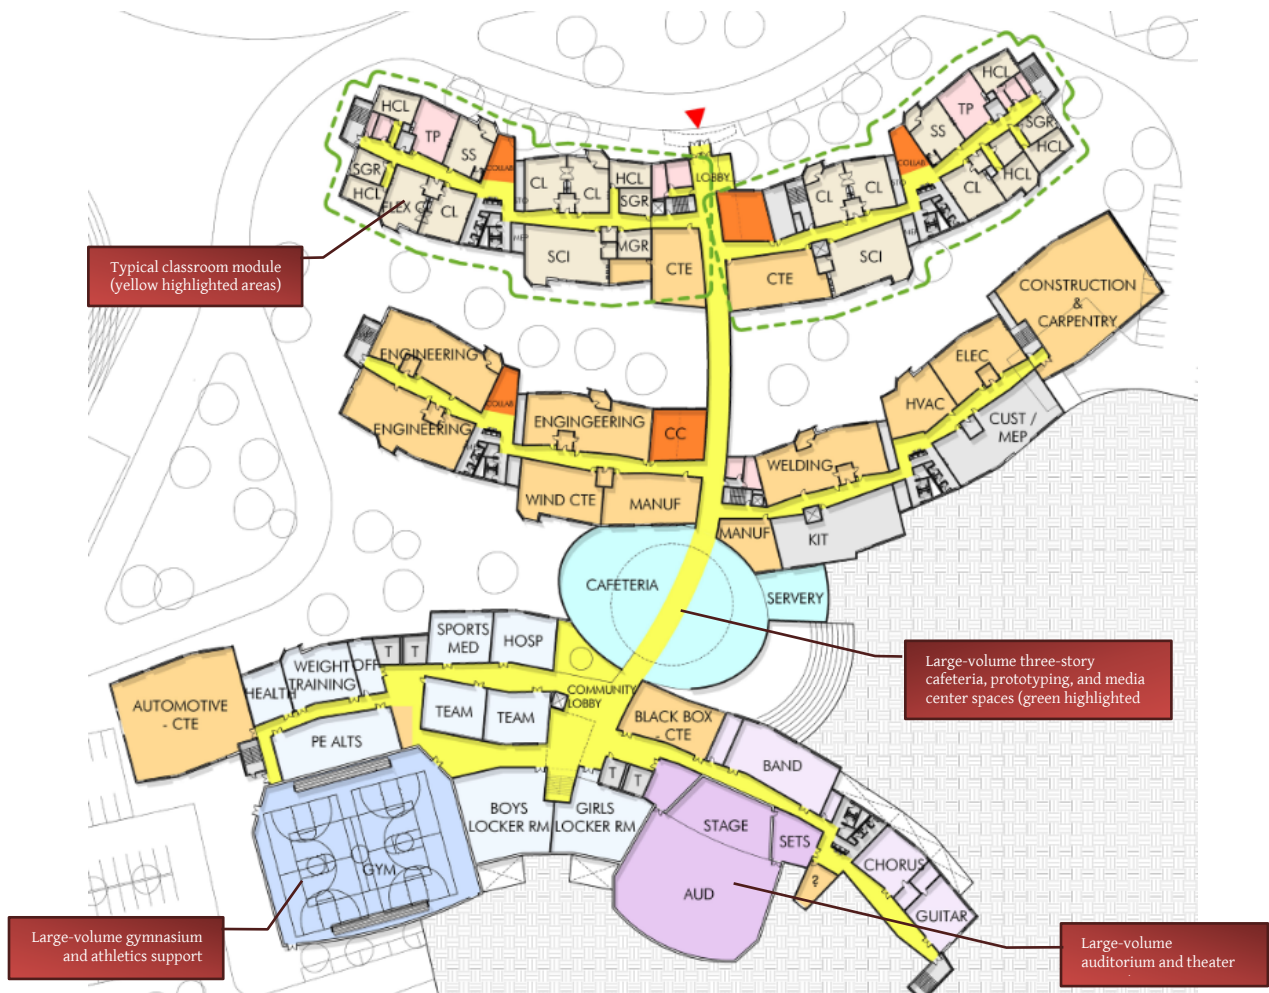 HCL
TP
SS
COLLAB
SGR
HCL
FLEX C
CL
CL
CL
HCL
SGR
LOBBY
SCI
MGR
CTE
HCL
TP
SS
COLLAB
SGR
HCL
HCL
CL
CL
CL
CTE
SCI
Typical classroom module
(yellow highlighted areas)
CONSTRUCTION
&
CARPENTRY
ENGINEERING
ENGINEERING
COLLAB
ENGINGEERING
CC
WIND CTE
MANUF
ELEC
HVAC
CUST /
MEP
WELDING
MANUF
KIT
CAFETERIA
SERVERY
Large-volume three-story
cafeteria, prototyping, and media
center spaces (green highlighted
SPORTS
MED
HOSP
T
T
WEIGHT
TRAINING
OFF
HEALTH
AUTOMOTIVE
- CTE
TEAM
TEAM
COMMUNITY
LOBBY
PE ALTS
BLACK BOX
- CTE
BAND
T
T
BOYS
LOCKER RM
GIRLS
LOCKER RM
STAGE
SETS
GYM
AUD
?
CHORUS
GUITAR
Large-volume gymnasium
and athletics support
Large-volume
auditorium and theater